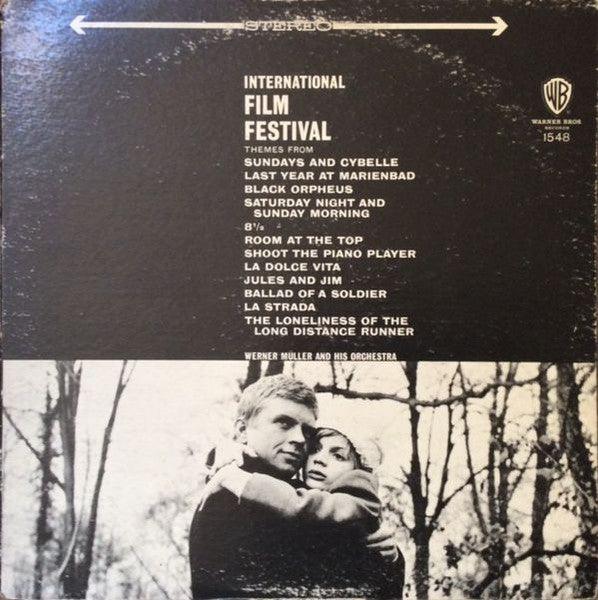 STEREO
INTERNATIONAL
FILM
FESTIVAL
THEMES FROM
SUNDAYS AND CYBELLE
LAST YEAR AT MARIENBAD
BLACK ORPHEUS
SATURDAY NIGHT AND
SUNDAY MORNING
8½
ROOM AT THE TOP
SHOOT THE PIANO PLAYER
LA DOLCE VITA
JULES AND JIM
BALLAD OF A SOLDIER
LA STRADA
THE LONELINESS OF THE
LONG DISTANCE RUNNER
WERNER MÜLLER AND HIS ORCHESTRA
WB
WARNER BROS.
RECORDS
1548